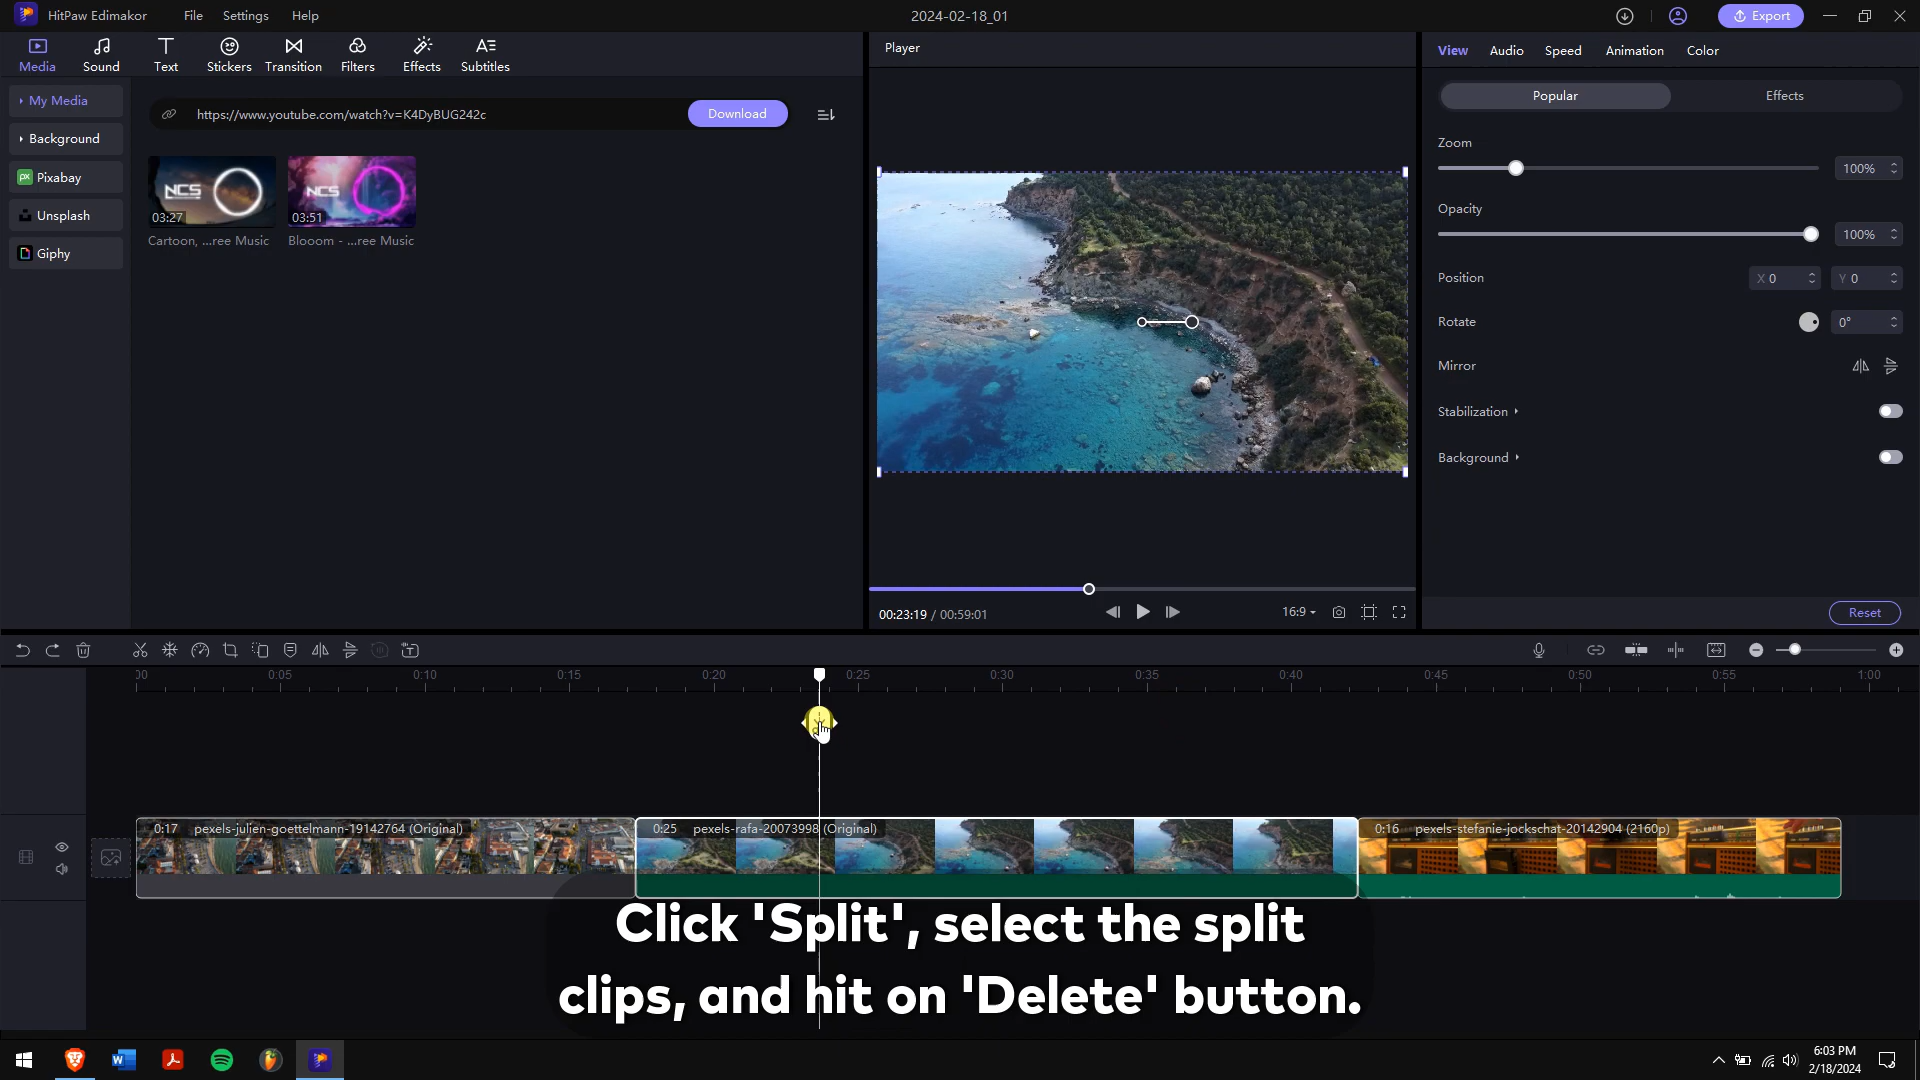 HitPaw Edimakor
File
Settings
Help
2024-02-18_01
Export
Media
Sound
Text
Stickers
Transition
Filters
Effects
Subtitles
Player
View
Audio
Speed
Animation
Color
My Media
Background
Pixabay
Unsplash
Giphy
https://www.youtube.com/watch?v=K4DyBUG242c
Download
NCS
03:27
NCS
03:51
Cartoon, ...ree Music
Blooom - ...ree Music
Popular
Effects
Zoom
100%
Opacity
100%
Position
X 0
Y 0
Rotate
0°
Mirror
Stabilization
Background
00:23:19 / 00:59:01
16:9
Reset
00
0:05
0:10
0:15
0:20
0:25
0:30
0:35
0:40
0:45
0:50
0:55
1:00
0:17 pexels-julien-goettelmann-19142764 (Original)
0:25 pexels-rafa-20073998 (Original)
0:16 pexels-stefanie-jockschat-20142904 (2160p)
Click 'Split', select the split
clips, and hit on 'Delete' button.
6:03 PM
2/18/2024